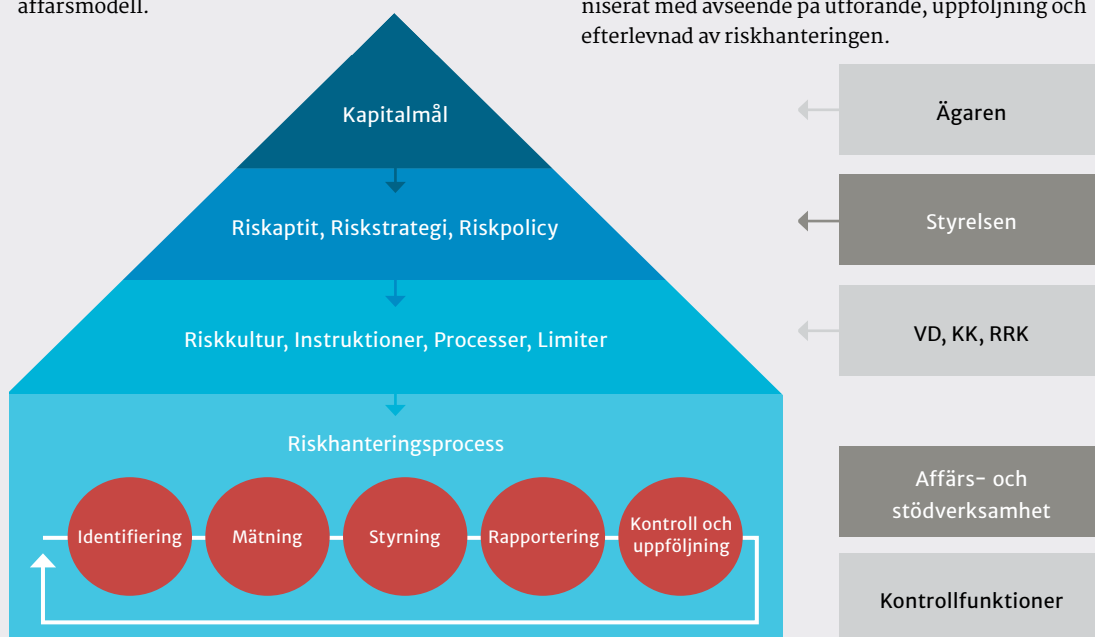 affärsmodell.
niserat med avseende på utförande, uppföljning och
efterlevnad av riskhanteringen.
Kapitalmål
Ägaren
Riskaptit, Riskstrategi, Riskpolicy
Styrelsen
Riskkultur, Instruktioner, Processer, Limiter
VD, KK, RRK
Riskhanteringsprocess
Identifiering
Mätning
Styrning
Rapportering
Kontroll och
uppföljning
Affärs- och
stödverksamhet
Kontrollfunktioner